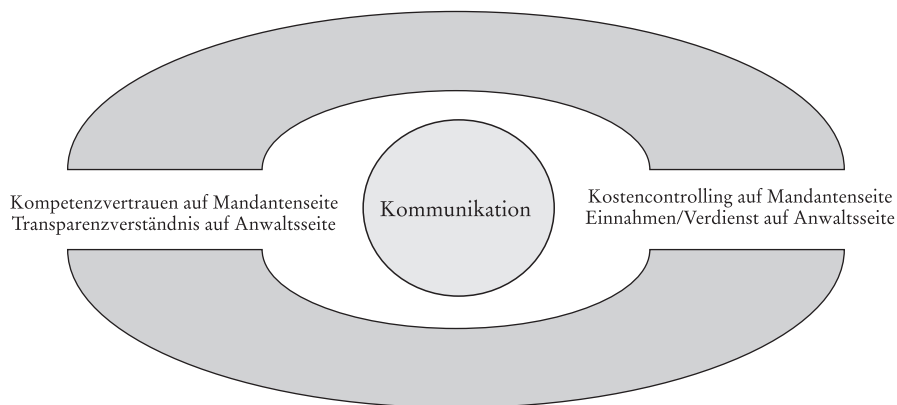 Kompetenzvertrauen auf Mandantenseite
Transparenzverständnis auf Anwaltsseite
Kommunikation
Kostencontrolling auf Mandantenseite
Einnahmen/Verdienst auf Anwaltsseite